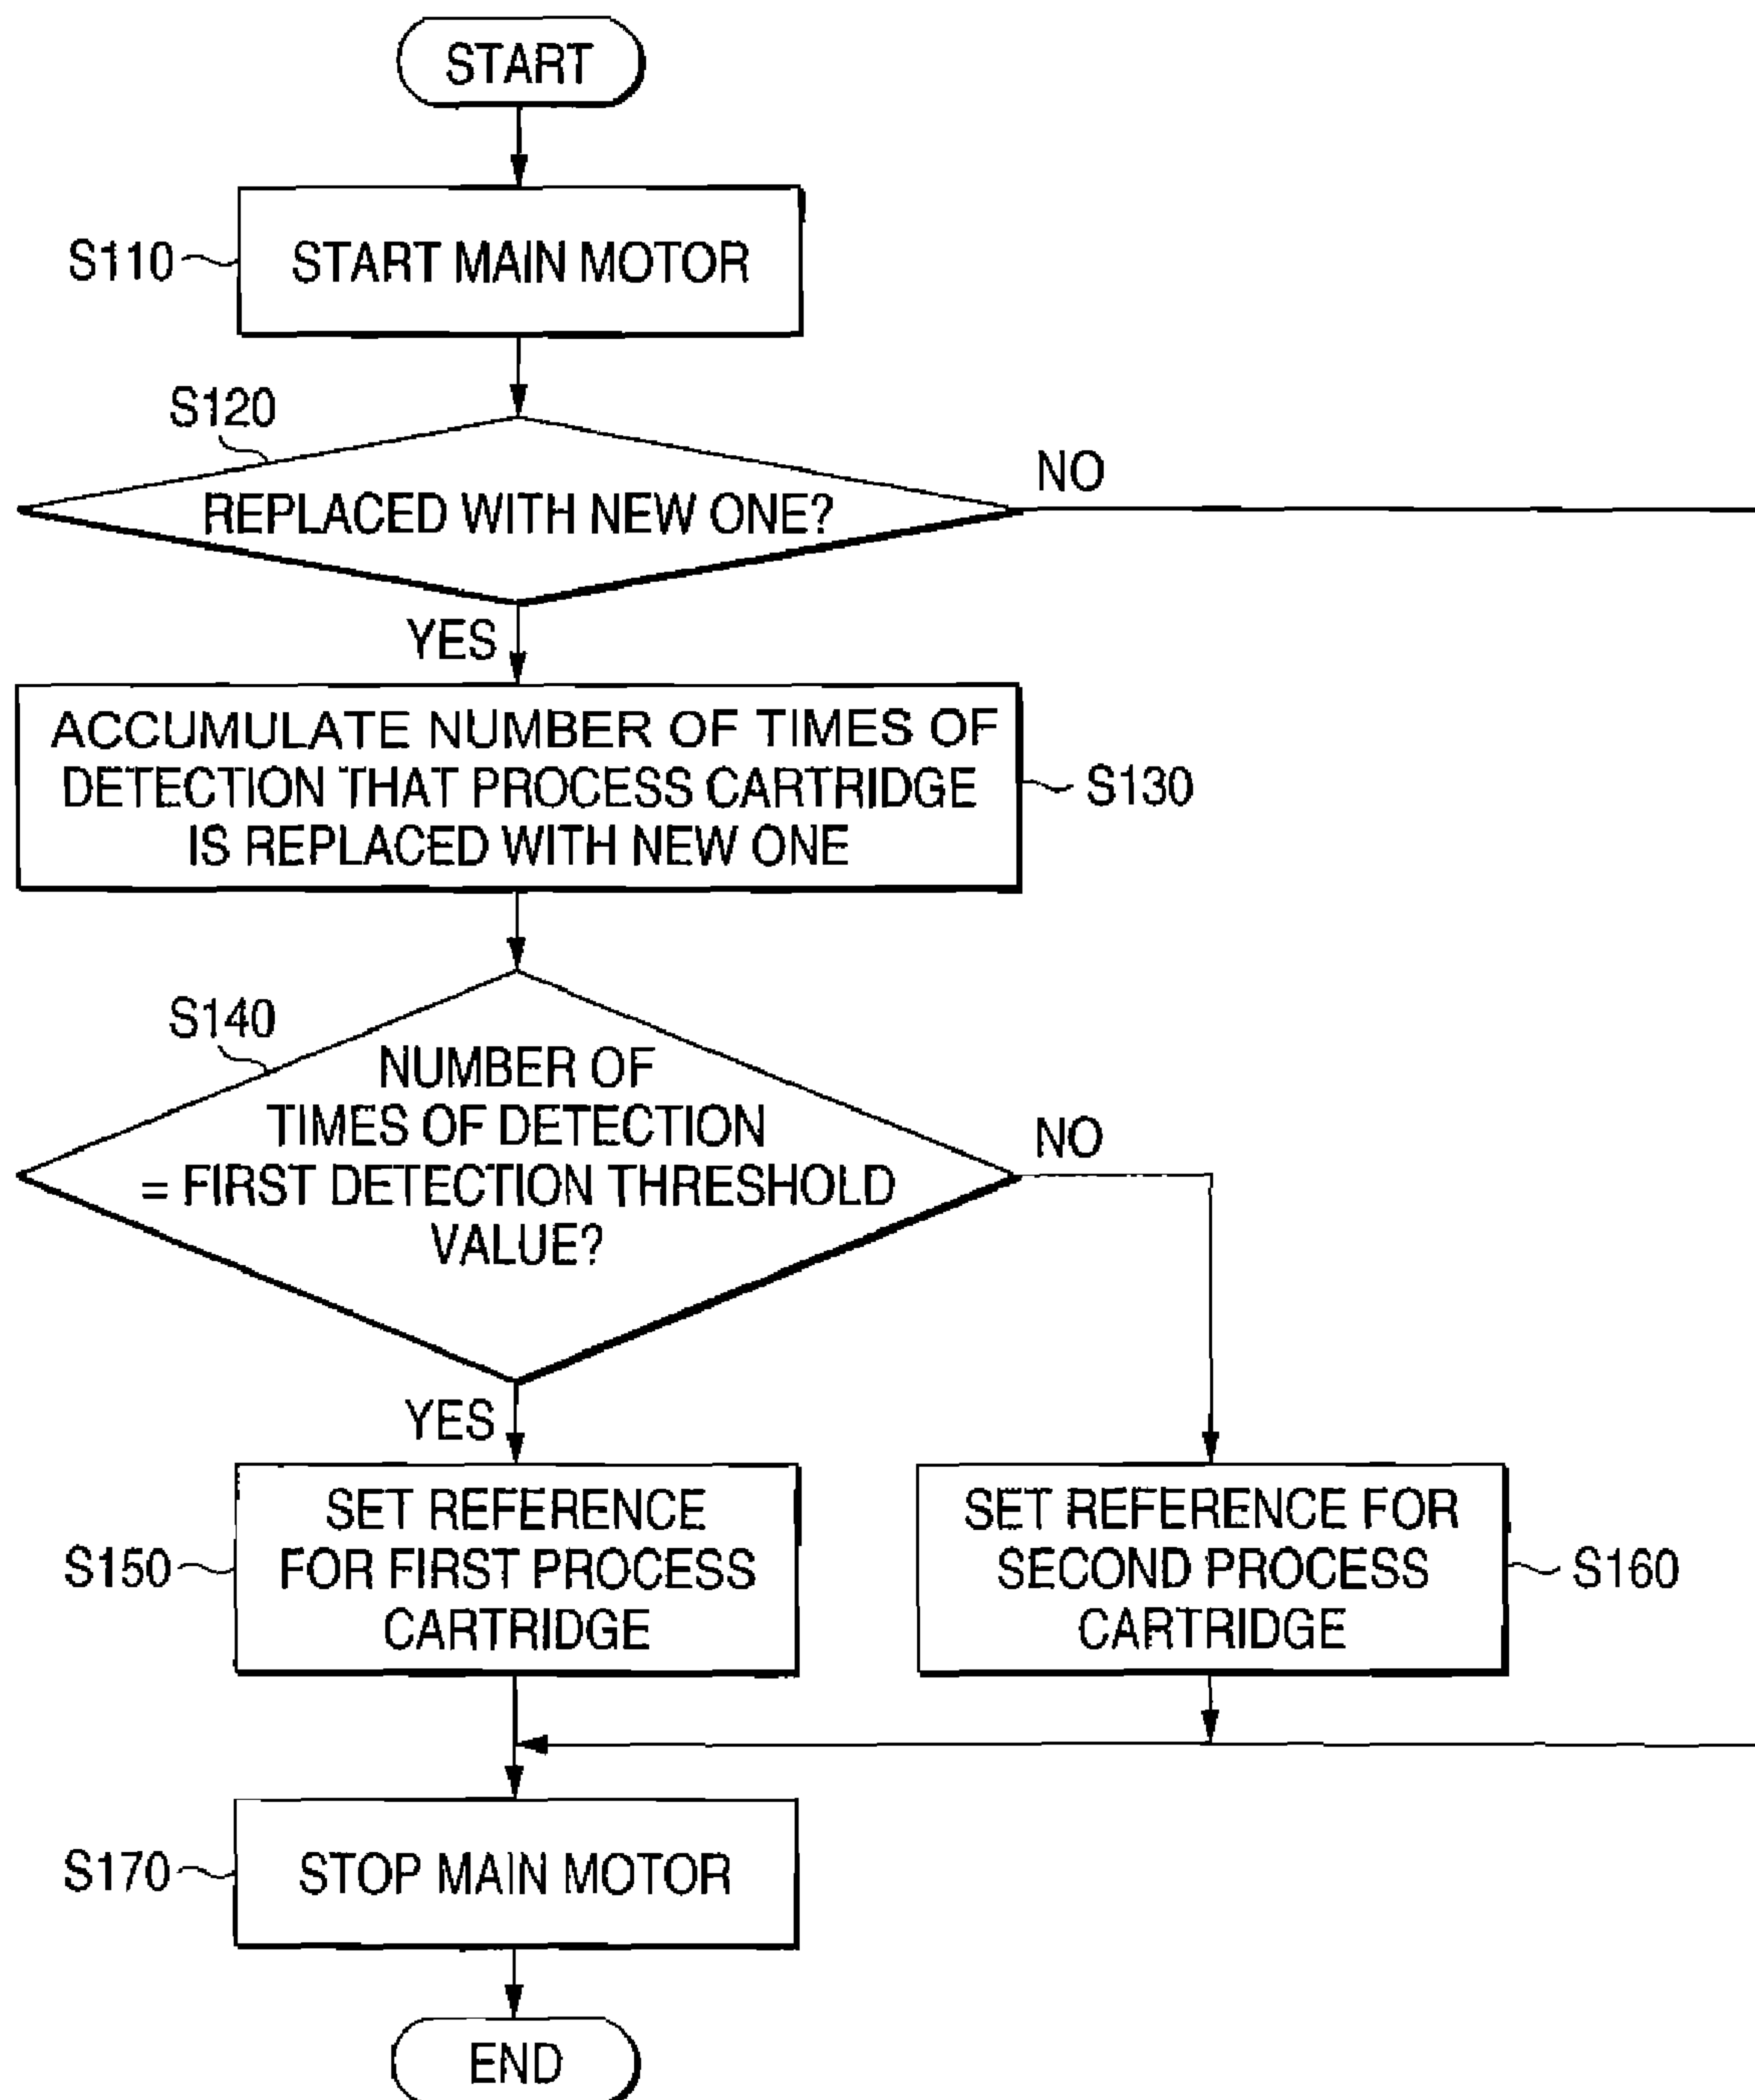 START
S110
START MAIN MOTOR
S120
REPLACED WITH NEW ONE?
NO
YES
ACCUMULATE NUMBER OF TIMES OF
DETECTION THAT PROCESS CARTRIDGE
IS REPLACED WITH NEW ONE
S130
S140
NUMBER OF
TIMES OF DETECTION
= FIRST DETECTION THRESHOLD
VALUE?
NO
YES
S150
SET REFERENCE
FOR FIRST PROCESS
CARTRIDGE
SET REFERENCE FOR
SECOND PROCESS
CARTRIDGE
S160
S170
STOP MAIN MOTOR
END